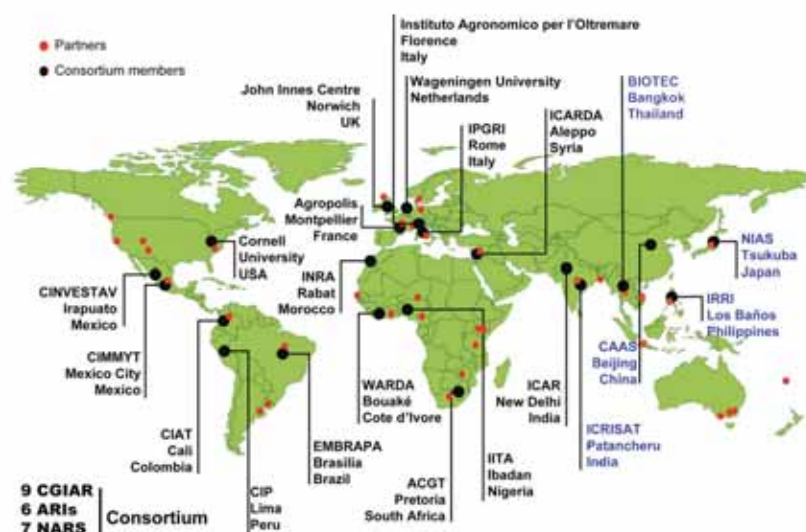 Partners
Consortium members
Instituto Agronomico per l'Oltremare
Florence
Italy
John Innes Centre
Norwich
UK
Wageningen University
Netherlands
BIOTEC
Bangkok
Thailand
IPGRI
Rome
Italy
ICARDA
Aleppo
Syria
Agropolis
Montpellier
France
Cornell
University
USA
NIAS
Tsukuba
Japan
INRA
Rabat
Morocco
CINVESTAV
Irapuato
Mexico
IRRI
Los Baños
Philippines
CIMMYT
Mexico City
Mexico
CAAS
Beijing
China
WARDA
Bouaké
Cote d'Ivore
ICAR
New Delhi
India
CIAT
Cali
Colombia
EMBRAPA
Brasilia
Brazil
IITA
Ibadan
Nigeria
ICRISAT
Patancheru
India
CIP
Lima
Peru
ACGT
Pretoria
South Africa
9 CGIAR
6 ARIs
7 NARS
Consortium